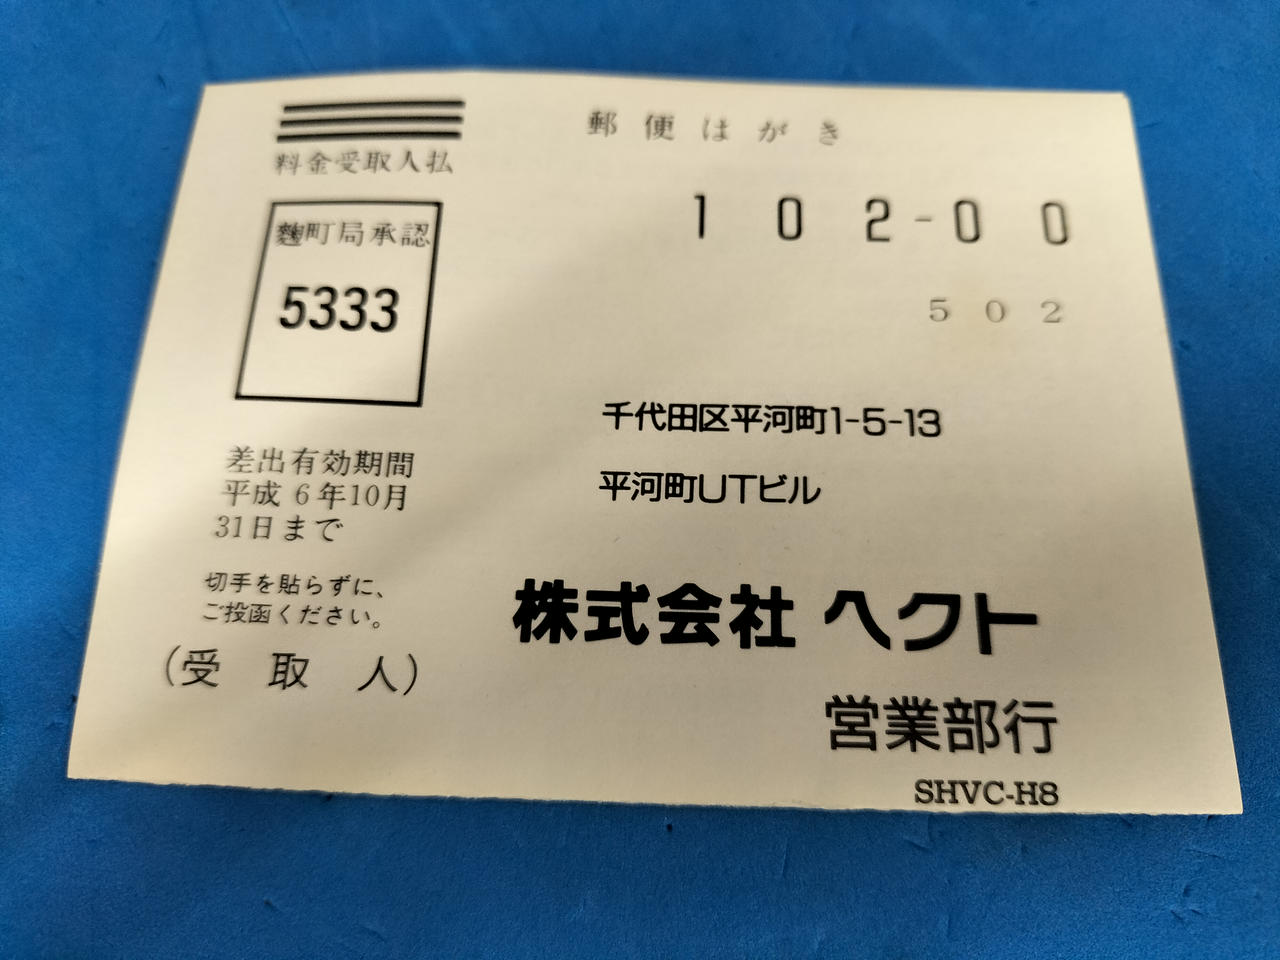 料金受取人払
麹町局承認
5333
差出有効期間
平成6年10月
31日まで
切手を貼らずに、
ご投函ください。
(受取人)
郵便はがき
102-00
502
千代田区平河町1-5-13
平河町UTビル
株式会社 ヘクト
営業部行
SHVC-H8